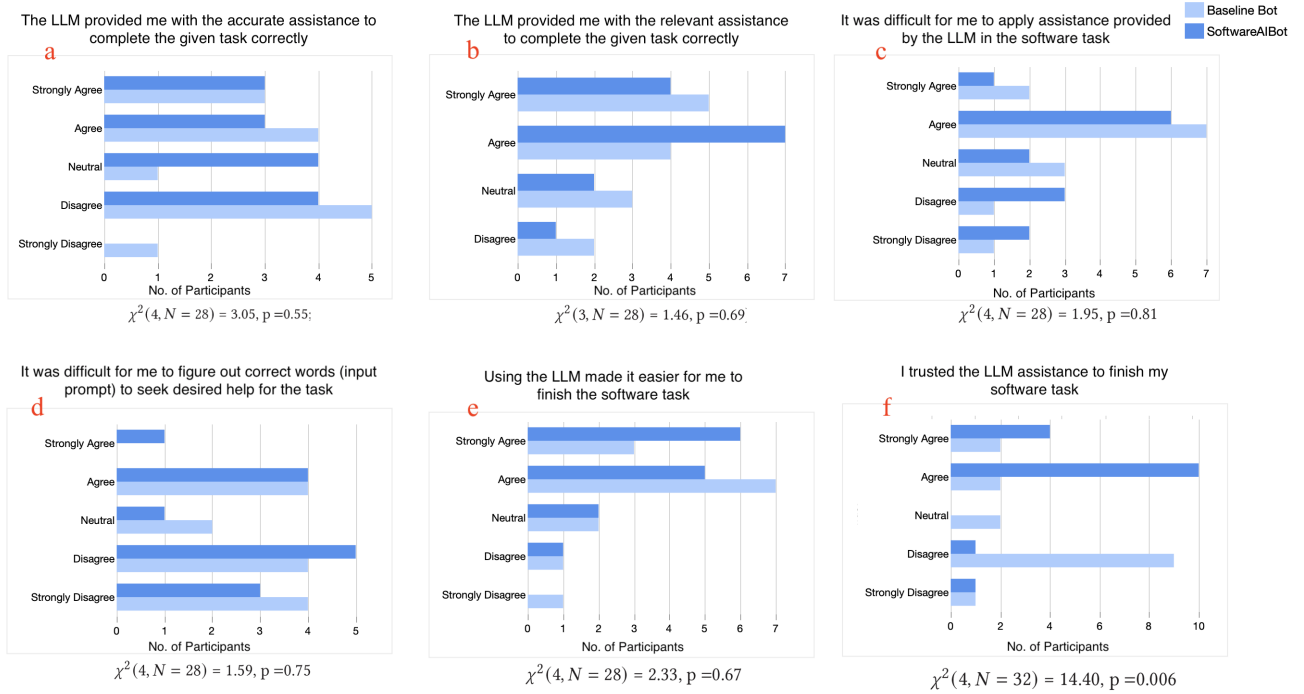 Baseline Bot
SoftwareAIBot
The LLM provided me with the accurate assistance to
complete the given task correctly
a
Strongly Agree
Agree
Neutral
Disagree
Strongly Disagree
0 1 2 3 4 5
No. of Participants
χ²(4, N = 28) = 3.05, p =0.55;
The LLM provided me with the relevant assistance
to complete the given task correctly
b
Strongly Agree
Agree
Neutral
Disagree
0 1 2 3 4 5 6 7
No. of Participants
χ²(3, N = 28) = 1.46, p =0.69
It was difficult for me to apply assistance provided
by the LLM in the software task
c
Strongly Agree
Agree
Neutral
Disagree
Strongly Disagree
0 1 2 3 4 5 6 7
No. of Participants
χ²(4, N = 28) = 1.95, p =0.81
It was difficult for me to figure out correct words (input
prompt) to seek desired help for the task
d
Strongly Agree
Agree
Neutral
Disagree
Strongly Disagree
0 1 2 3 4 5
No. of Participants
χ²(4, N = 28) = 1.59, p =0.75
Using the LLM made it easier for me to
finish the software task
e
Strongly Agree
Agree
Neutral
Disagree
Strongly Disagree
0 1 2 3 4 5 6 7
No. of Participants
χ²(4, N = 28) = 2.33, p =0.67
I trusted the LLM assistance to finish my
software task
f
Strongly Agree
Agree
Neutral
Disagree
Strongly Disagree
0 2 4 6 8 10
No. of Participants
χ²(4, N = 32) = 14.40, p =0.006